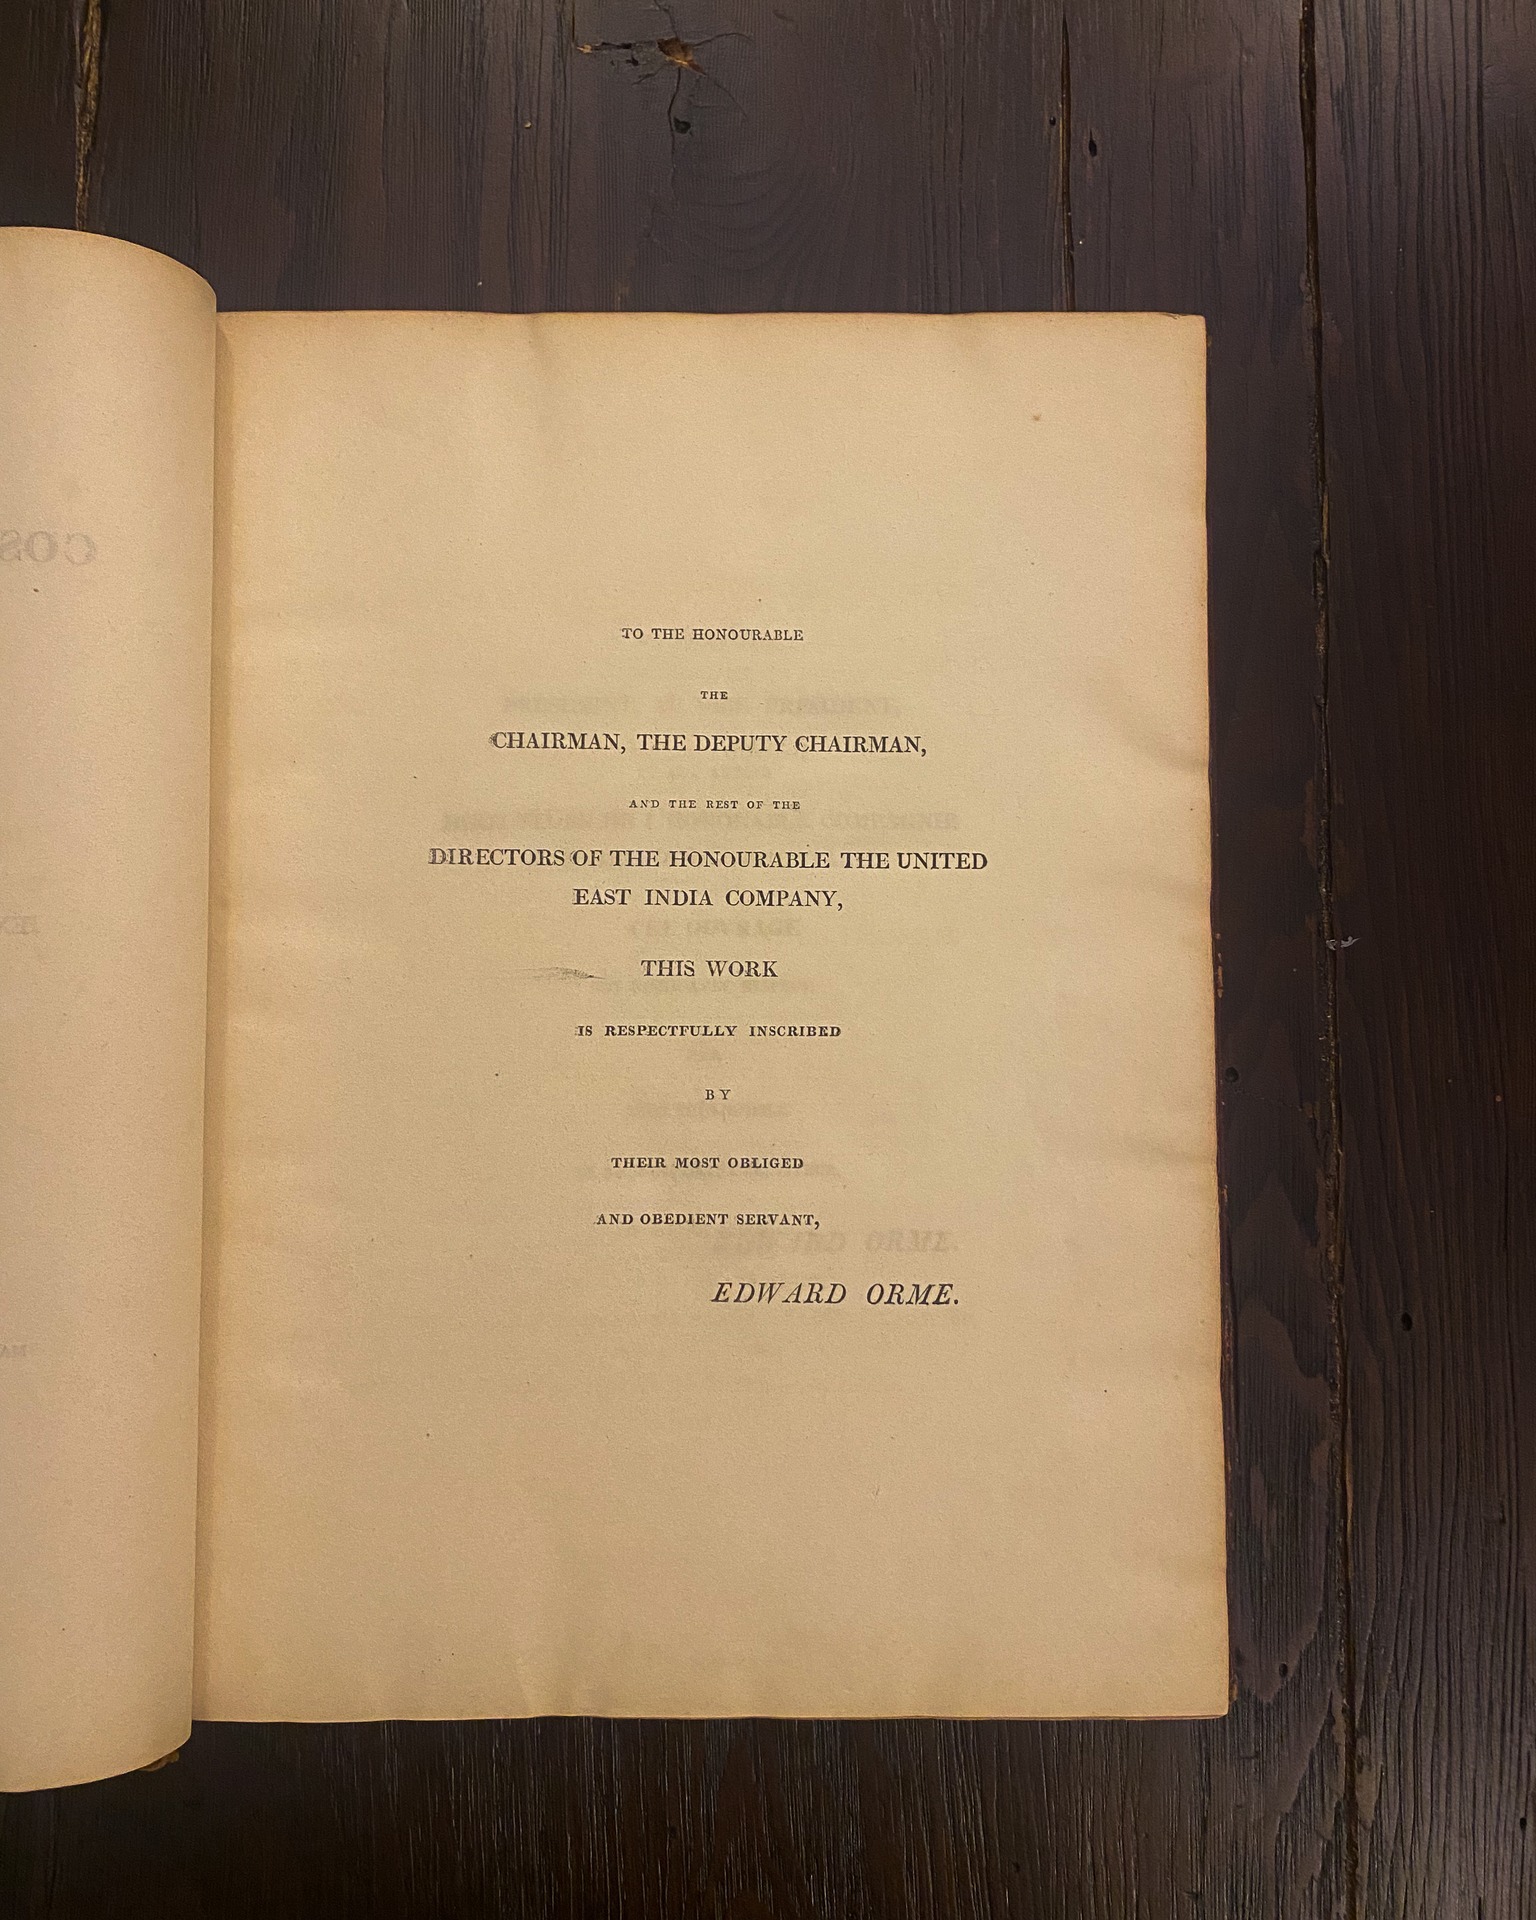 TO THE HONOURABLE
THE
CHAIRMAN, THE DEPUTY CHAIRMAN,
AND THE REST OF THE
DIRECTORS OF THE HONOURABLE THE UNITED
EAST INDIA COMPANY,
THIS WORK
IS RESPECTFULLY INSCRIBED
BY
THEIR MOST OBLIGED
AND OBEDIENT SERVANT,
EDWARD ORME.